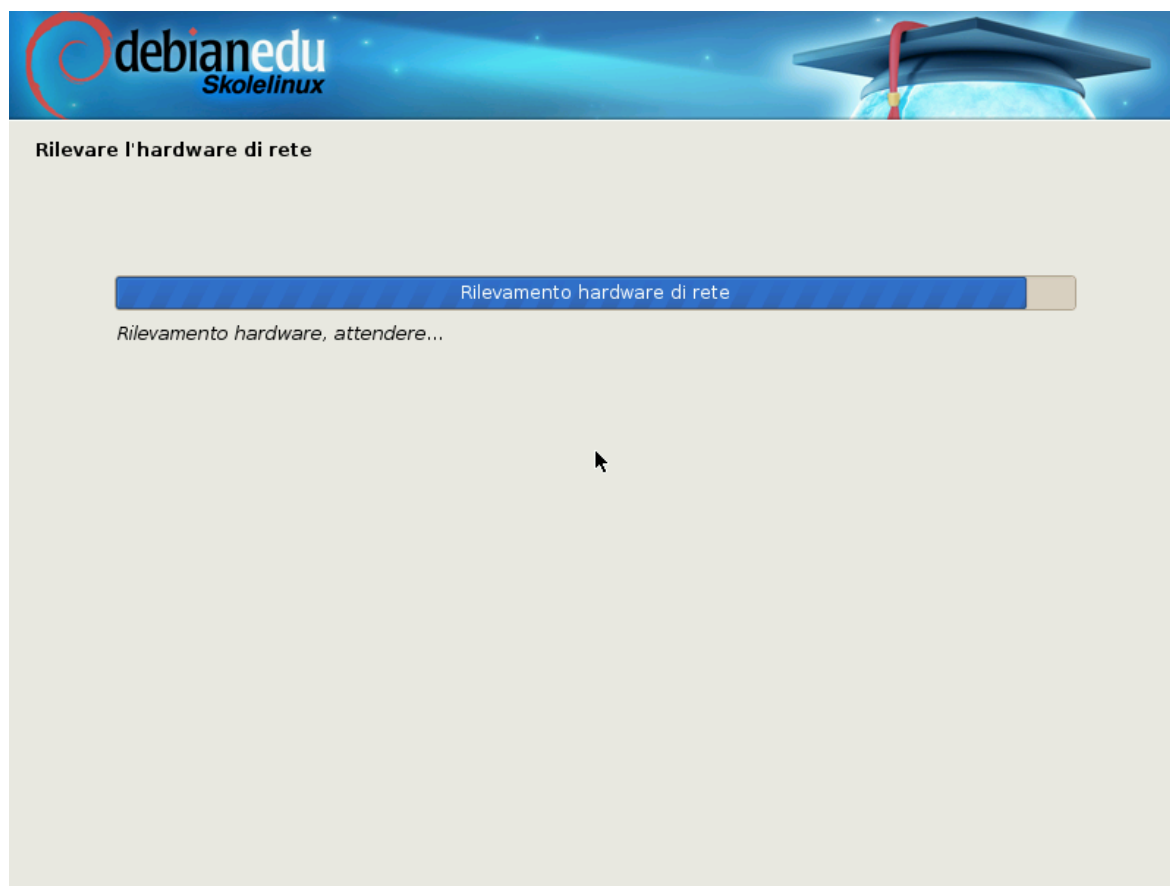 debianedu
Skolelinux
Rilevare l'hardware di rete
Rilevamento hardware di rete
Rilevamento hardware, attendere...